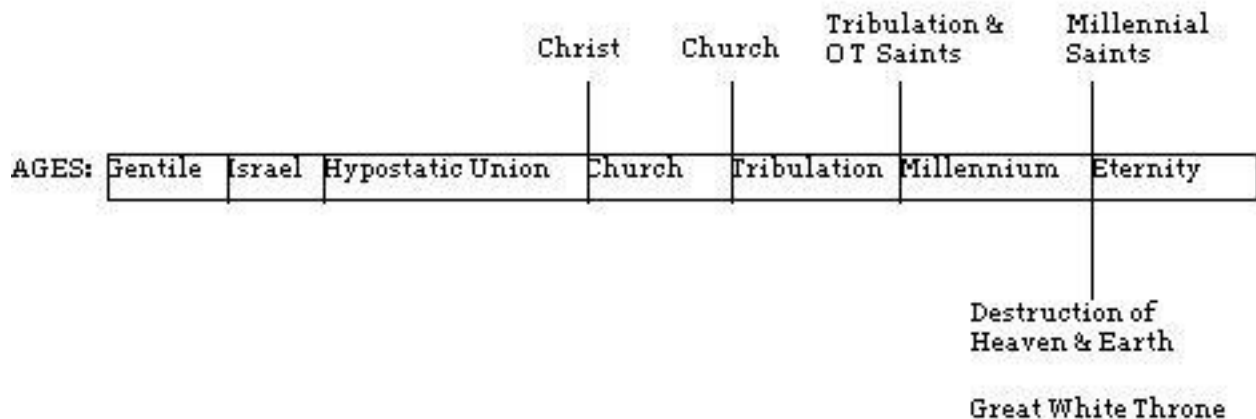 Christ
Church
Tribulation &
OT Saints
Millennial
Saints
AGES: Gentile Israel Hypostatic Union Church Tribulation Millennium Eternity
Destruction of
Heaven & Earth
Great White Throne